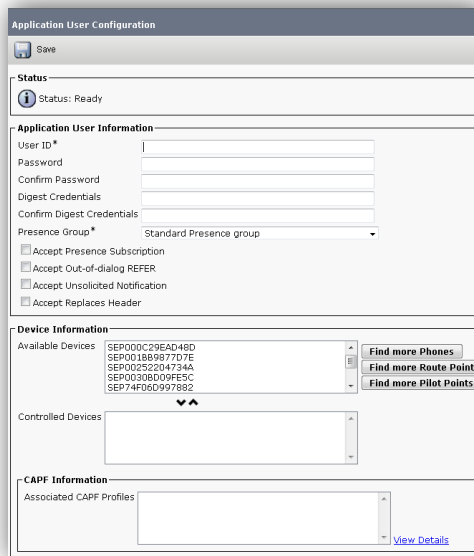 Application User Configuration
Save
Status
Status: Ready
Application User Information
User ID*
Password
Confirm Password
Digest Credentials
Confirm Digest Credentials
Presence Group* Standard Presence group
Accept Presence Subscription
Accept Out-of-dialog REFER
Accept Unsolicited Notification
Accept Replaces Header
Device Information
Available Devices
SEP000C29EAD48D
SEP001BB9877D7E
SEP00252204734A
SEP0030BD09FE5C
SEP74F06D997882
Find more Phones
Find more Route Point
Find more Pilot Points
Controlled Devices
CAPF Information
Associated CAPF Profiles
View Details